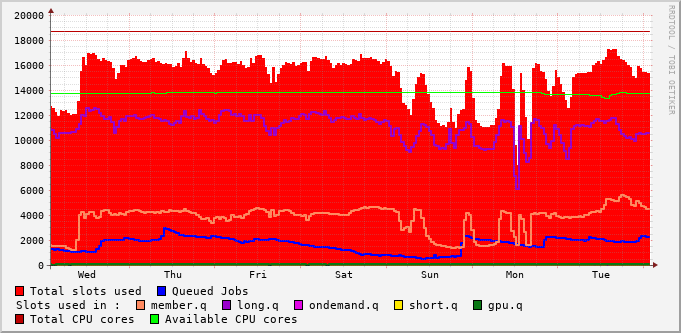 20000
18000
16000
14000
12000
10000
8000
6000
4000
2000
0
Wed Thu Fri Sat Sun Mon Tue
RRDTOOL / TOBI OETIKER
Total slots used Queued Jobs
Slots used in : member.q long.q ondemand.q short.q gpu.q
Total CPU cores Available CPU cores